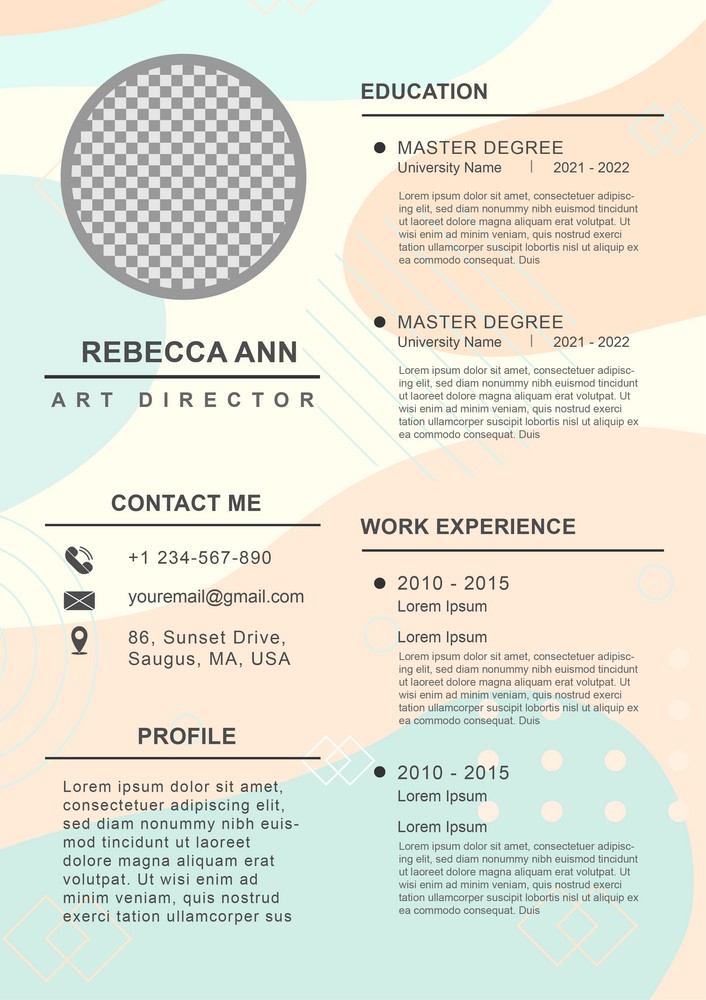 REBECCA ANN
ART DIRECTOR
CONTACT ME
+1 234-567-890
youremail@gmail.com
86, Sunset Drive,
Saugus, MA, USA
PROFILE
Lorem ipsum dolor sit amet,
consectetuer adipiscing elit,
sed diam nonummy nibh euis-
mod tincidunt ut laoreet
dolore magna aliquam erat
volutpat. Ut wisi enim ad
minim veniam, quis nostrud
exerci tation ullamcorper sus
EDUCATION
MASTER DEGREE
University Name | 2021 - 2022
Lorem ipsum dolor sit amet, consectetuer adipisc-
ing elit, sed diam nonummy nibh euismod tincidunt
ut laoreet dolore magna aliquam erat volutpat. Ut
wisi enim ad minim veniam, quis nostrud exerci
tation ullamcorper suscipit lobortis nisl ut aliquip ex
ea commodo consequat. Duis
MASTER DEGREE
University Name | 2021 - 2022
Lorem ipsum dolor sit amet, consectetuer adipisc-
ing elit, sed diam nonummy nibh euismod tincidunt
ut laoreet dolore magna aliquam erat volutpat. Ut
wisi enim ad minim veniam, quis nostrud exerci
tation ullamcorper suscipit lobortis nisl ut aliquip ex
ea commodo consequat. Duis
WORK EXPERIENCE
2010 - 2015
Lorem Ipsum
Lorem Ipsum
Lorem ipsum dolor sit amet, consectetuer adipisc-
ing elit, sed diam nonummy nibh euismod tincidunt
ut laoreet dolore magna aliquam erat volutpat. Ut
wisi enim ad minim veniam, quis nostrud exerci
tation ullamcorper suscipit lobortis nisl ut aliquip ex
ea commodo consequat. Duis
2010 - 2015
Lorem Ipsum
Lorem Ipsum
Lorem ipsum dolor sit amet, consectetuer adipisc-
ing elit, sed diam nonummy nibh euismod tincidunt
ut laoreet dolore magna aliquam erat volutpat. Ut
wisi enim ad minim veniam, quis nostrud exerci
tation ullamcorper suscipit lobortis nisl ut aliquip ex
ea commodo consequat. Duis